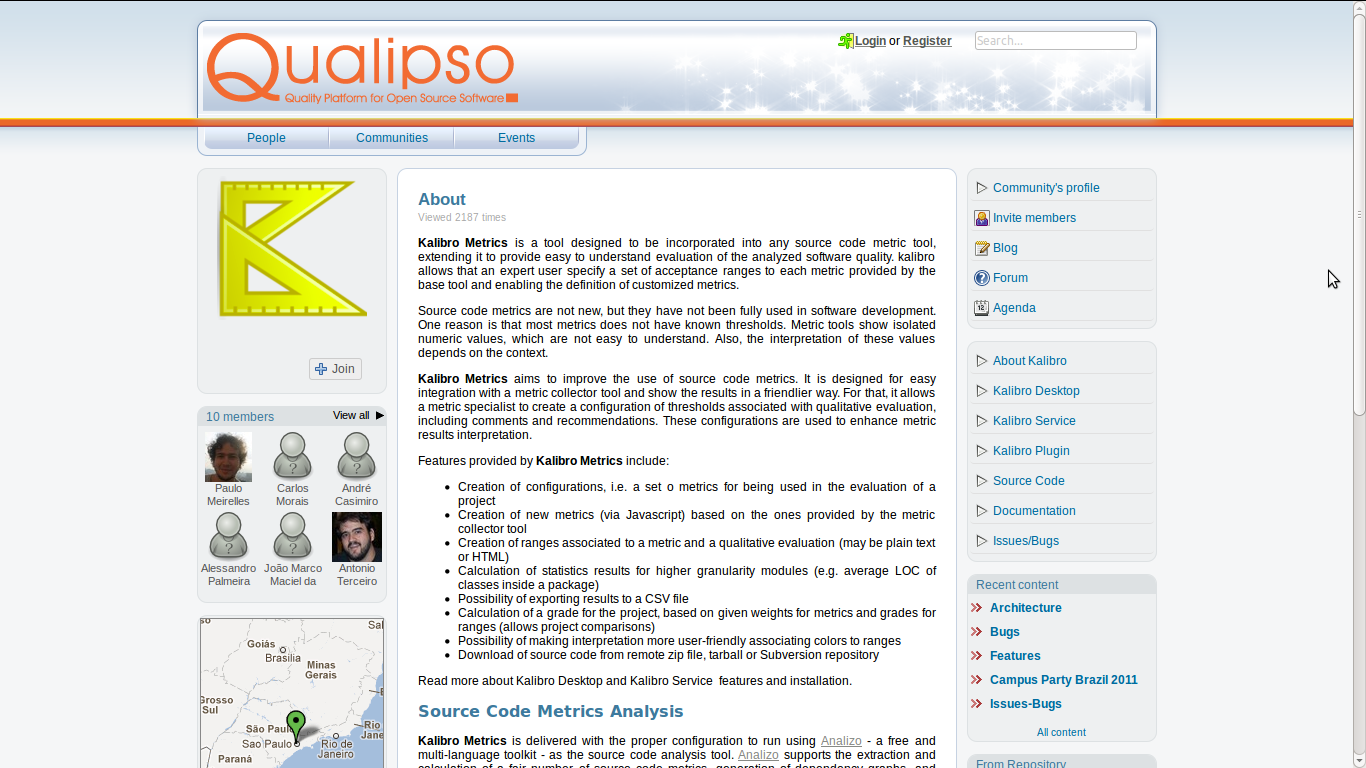 Qualipso
Quality Platform for Open Source Software
Login or Register
Search...
People
Communities
Events
Join
10 members
View all
Paulo
Meirelles
Carlos
Morais
André
Casimiro
Alessandro
Palmeira
João Marco
Maciel da
Antonio
Terceiro
Goiás
Brasilia
Minas
Gerais
Grosso
Sul
São Paul
Sao Paulo
Rio
Jane
Rio de
Janeiro
Paraná
About
Viewed 2187 times
Kalibro Metrics is a tool designed to be incorporated into any source code metric tool,
extending it to provide easy to understand evaluation of the analyzed software quality. kalibro
allows that an expert user specify a set of acceptance ranges to each metric provided by the
base tool and enabling the definition of customized metrics.
Source code metrics are not new, but they have not been fully used in software development.
One reason is that most metrics does not have known thresholds. Metric tools show isolated
numeric values, which are not easy to understand. Also, the interpretation of these values
depends on the context.
Kalibro Metrics aims to improve the use of source code metrics. It is designed for easy
integration with a metric collector tool and show the results in a friendlier way. For that, it allows
a metric specialist to create a configuration of thresholds associated with qualitative evaluation,
including comments and recommendations. These configurations are used to enhance metric
results interpretation.
Features provided by Kalibro Metrics include:
Creation of configurations, i.e. a set o metrics for being used in the evaluation of a
project
Creation of new metrics (via Javascript) based on the ones provided by the metric
collector tool
Creation of ranges associated to a metric and a qualitative evaluation (may be plain text
or HTML)
Calculation of statistics results for higher granularity modules (e.g. average LOC of
classes inside a package)
Possibility of exporting results to a CSV file
Calculation of a grade for the project, based on given weights for metrics and grades for
ranges (allows project comparisons)
Possibility of making interpretation more user-friendly associating colors to ranges
Download of source code from remote zip file, tarball or Subversion repository
Read more about Kalibro Desktop and Kalibro Service features and installation.
Source Code Metrics Analysis
Kalibro Metrics is delivered with the proper configuration to run using Analizo - a free and
multi-language toolkit - as the source code analysis tool. Analizo supports the extraction and
calculation of a fair number of source code metrics, generation of dependency graphs, and
Community's profile
Invite members
Blog
Forum
Agenda
About Kalibro
Kalibro Desktop
Kalibro Service
Kalibro Plugin
Source Code
Documentation
Issues/Bugs
Recent content
Architecture
Bugs
Features
Campus Party Brazil 2011
Issues-Bugs
All content
From Repository